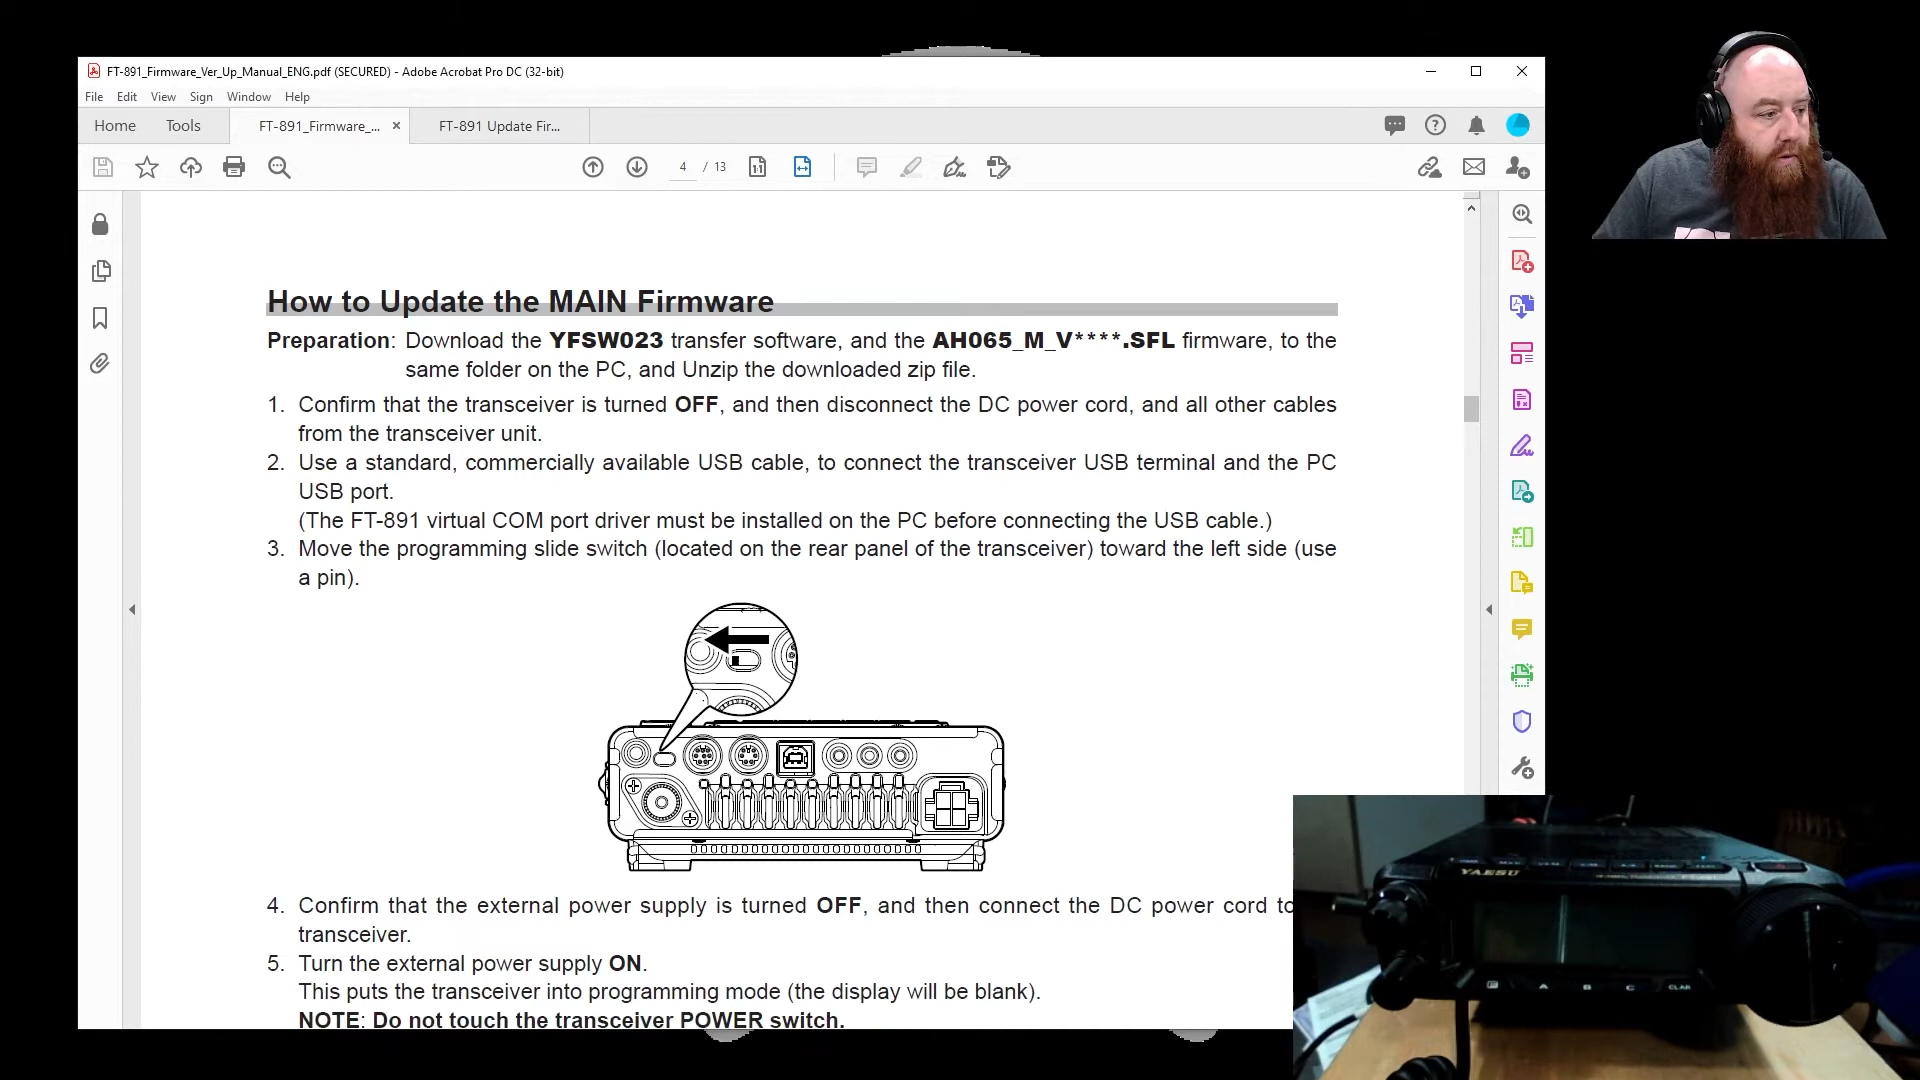 FT-891_Firmware_Ver_Up_Manual_ENG.pdf (SECURED) - Adobe Acrobat Pro DC (32-bit)
File Edit View Sign Window Help
Home Tools FT-891_Firmware_... × FT-891 Update Fir...
4 / 13
How to Update the MAIN Firmware
Preparation: Download the YFSW023 transfer software, and the AH065_M_V****.SFL firmware, to the
same folder on the PC, and Unzip the downloaded zip file.
1. Confirm that the transceiver is turned OFF, and then disconnect the DC power cord, and all other cables
from the transceiver unit.
2. Use a standard, commercially available USB cable, to connect the transceiver USB terminal and the PC
USB port.
(The FT-891 virtual COM port driver must be installed on the PC before connecting the USB cable.)
3. Move the programming slide switch (located on the rear panel of the transceiver) toward the left side (use
a pin).
4. Confirm that the external power supply is turned OFF, and then connect the DC power cord to
transceiver.
5. Turn the external power supply ON.
This puts the transceiver into programming mode (the display will be blank).
NOTE: Do not touch the transceiver POWER switch.
YAESU
A B C CLAR